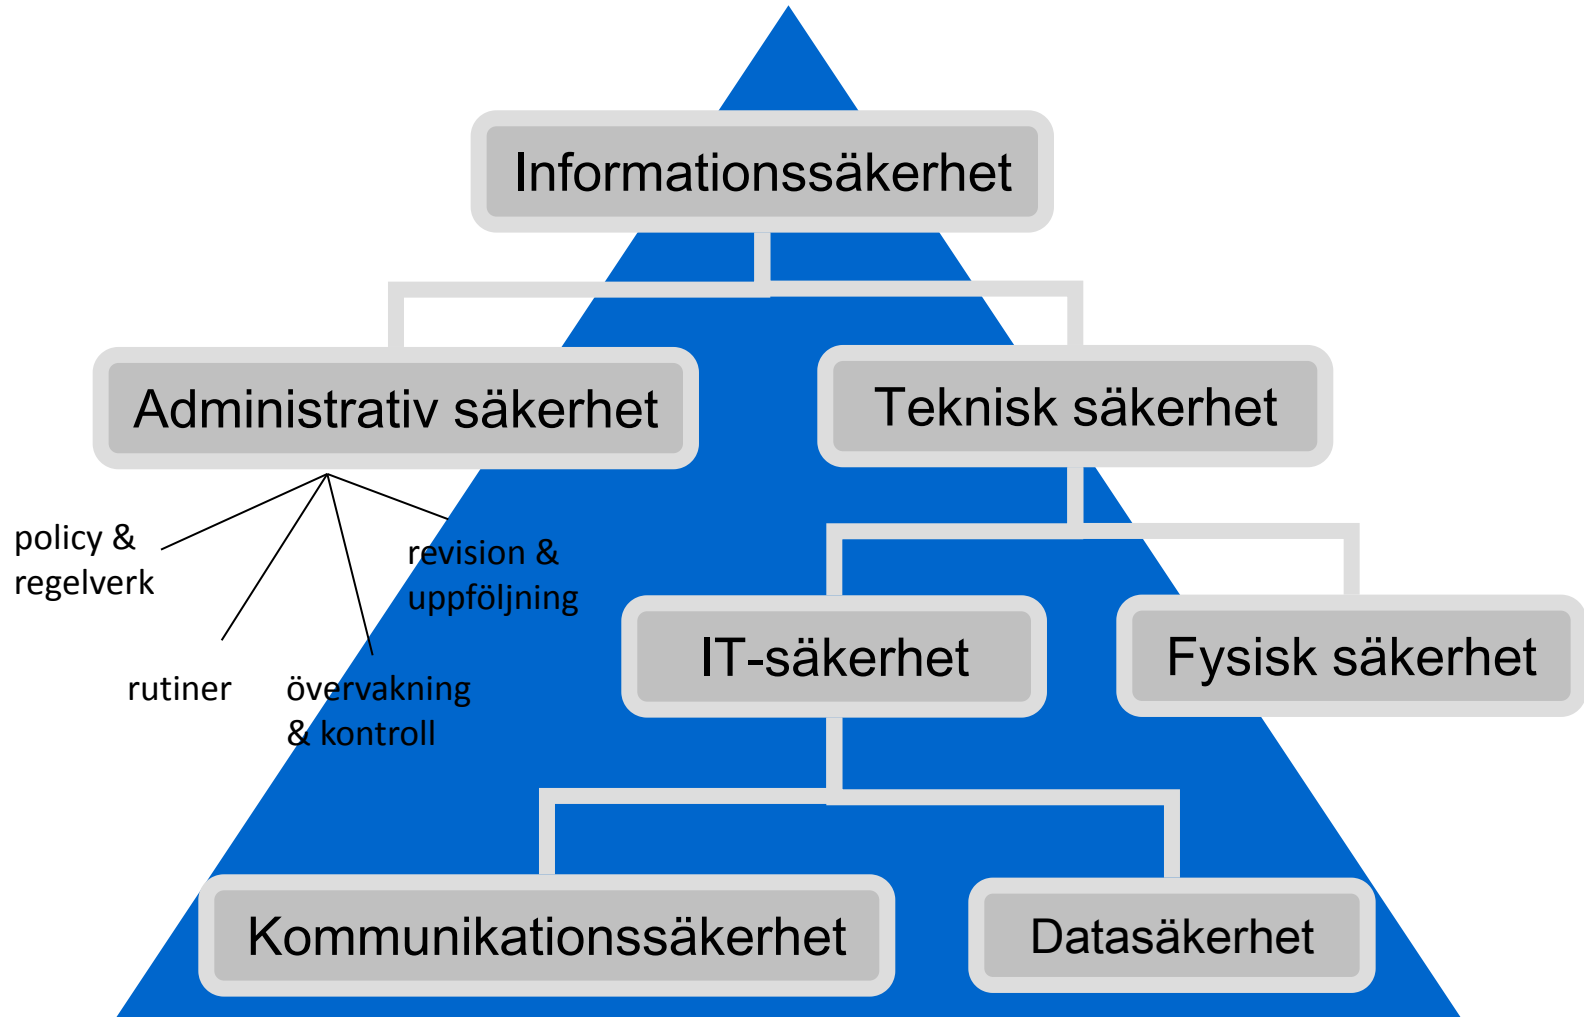 Informationssäkerhet
Administrativ säkerhet
Teknisk säkerhet
policy &
regelverk
revision &
uppföljning
rutiner
övervakning
& kontroll
IT-säkerhet
Fysisk säkerhet
Kommunikationssäkerhet
Datasäkerhet